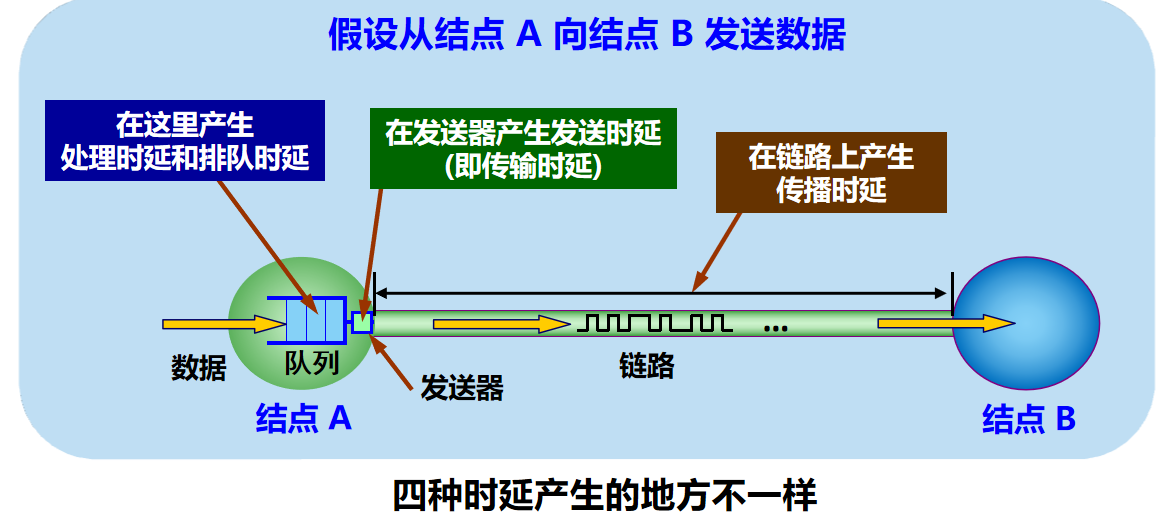 假设从结点 A 向结点 B 发送数据
在这里产生
处理时延和排队时延
在发送器产生发送时延
(即传输时延)
在链路上产生
传播时延
...
数据
队列
发送器
链路
结点 A
结点 B
四种时延产生的地方不一样